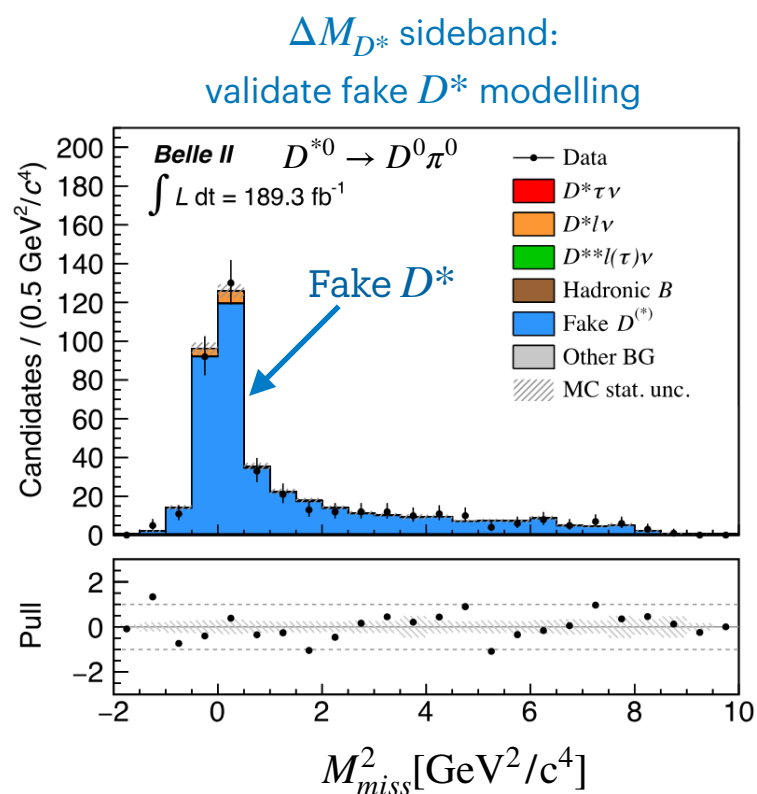 ΔM_{D*} sideband:
validate fake D* modelling
Belle II D*⁰ → D⁰π⁰
∫ L dt = 189.3 fb⁻¹
Data
D*τν
D*lν
D**l(τ)ν
Hadronic B
Fake D⁽*⁾
Other BG
MC stat. unc.
Fake D*
Candidates / (0.5 GeV²/c⁴)
200
180
160
140
120
100
80
60
40
20
0
Pull
2
0
−2
−2 0 2 4 6 8 10
M²_{miss}[GeV²/c⁴]